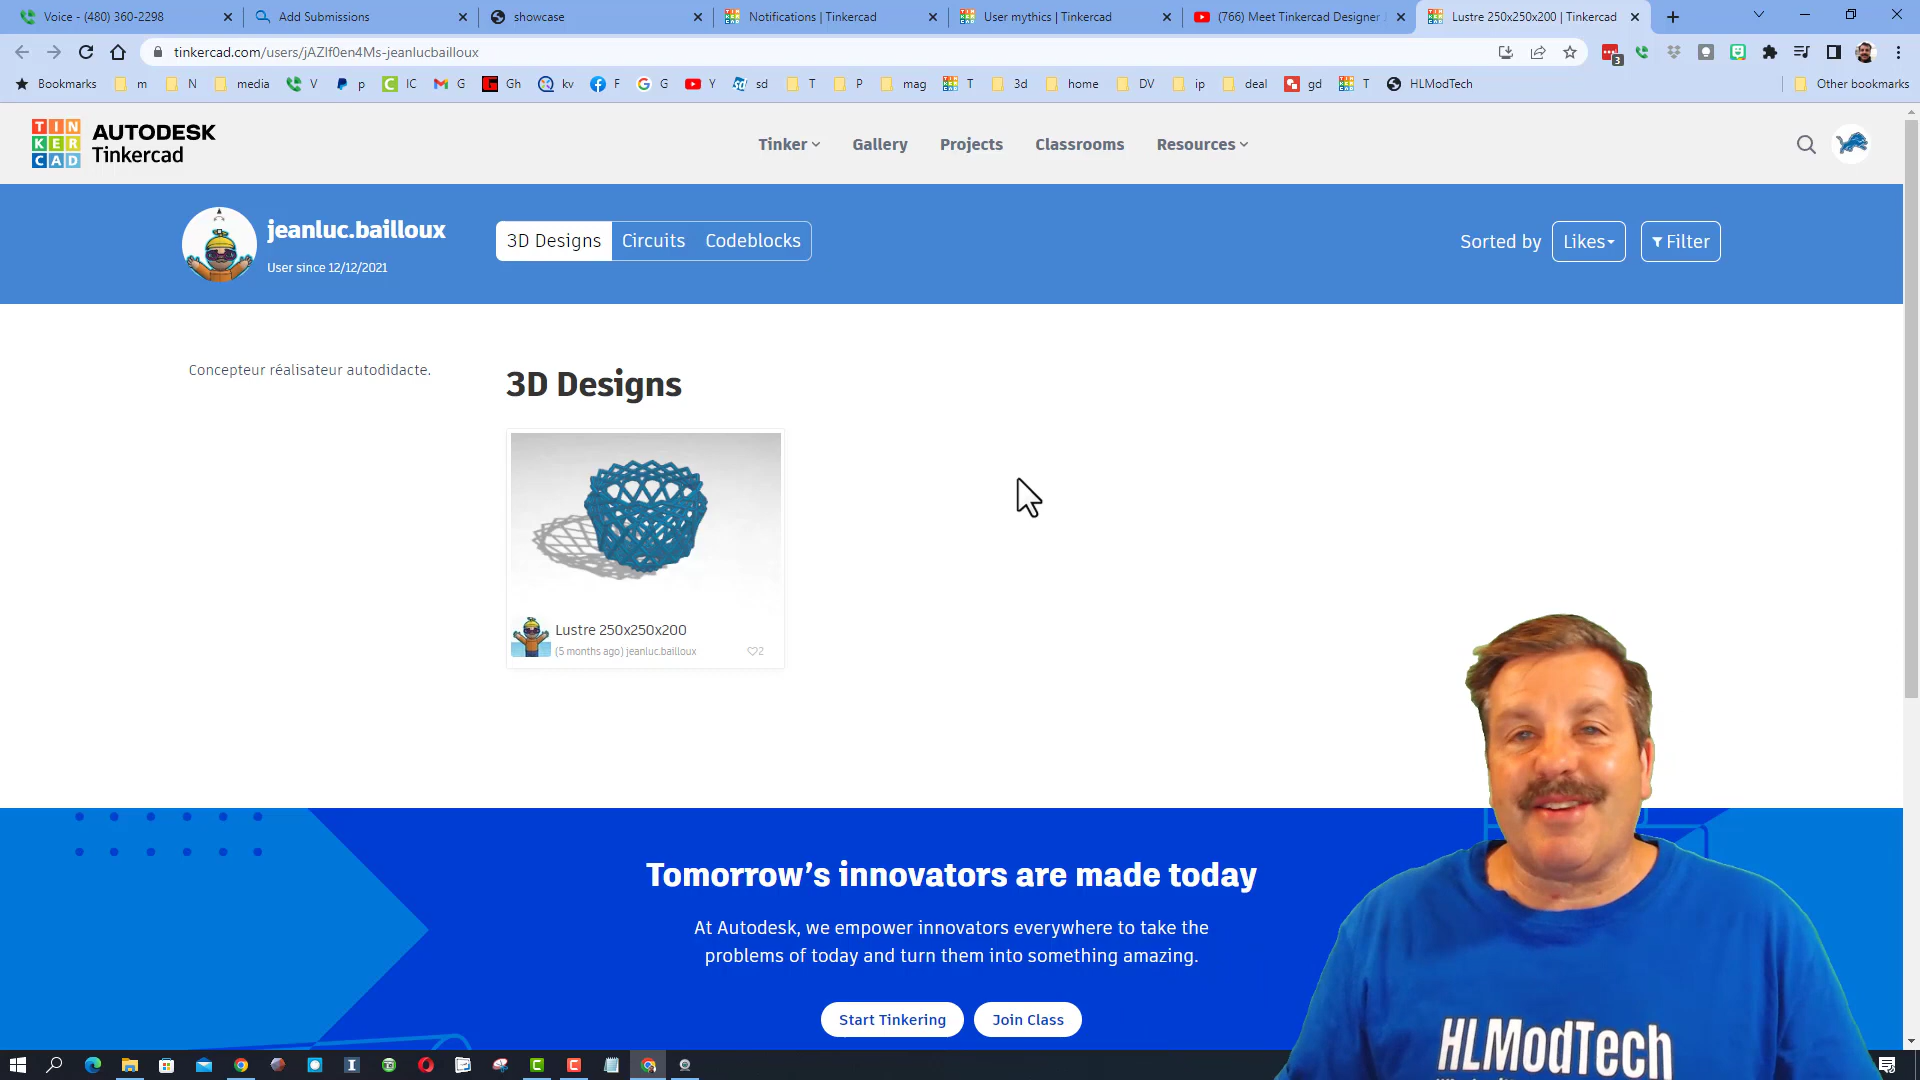 Voice - (480) 360-2298
Add Submissions
showcase
Notifications | Tinkercad
User mythics | Tinkercad
(766) Meet Tinkercad Designer
Lustre 250x250x200 | Tinkercad
tinkercad.com/users/jAZIf0en4Ms-jeanlucbailloux
3
Bookmarks m N media V p IC G Gh kv F G Y sd T P mag T 3d home DV ip deal gd T HLModTech Other bookmarks
TIN
KER
CAD
AUTODESK
Tinkercad
Tinker Gallery Projects Classrooms Resources
jeanluc.bailloux
User since 12/12/2021
3D Designs Circuits Codeblocks
Sorted by Likes Filter
Concepteur réalisateur autodidacte.
3D Designs
Lustre 250x250x200
(5 months ago) jeanluc.bailloux
2
Tomorrow's innovators are made today
At Autodesk, we empower innovators everywhere to take the
problems of today and turn them into something amazing.
Start Tinkering Join Class
HLModTech